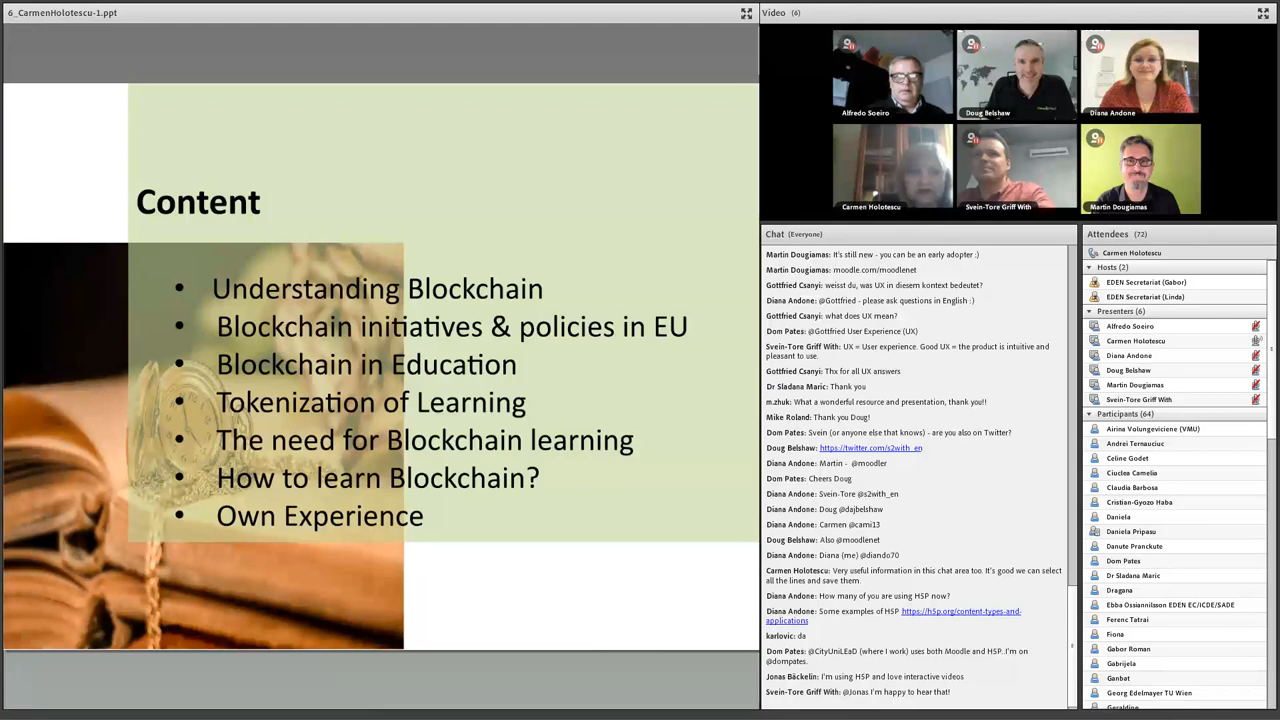 6_CarmenHolotescu-1.ppt
Content
• Understanding Blockchain
• Blockchain initiatives & policies in EU
• Blockchain in Education
• Tokenization of Learning
• The need for Blockchain learning
• How to learn Blockchain?
• Own Experience
Video (6)
Alfredo Soeiro
Doug Belshaw
Diana Andone
Carmen Holotescu
Svein-Tore Griff With
Martin Dougiamas
Chat (Everyone)
Martin Dougiamas: It's still new - you can be an early adopter :)
Martin Dougiamas: moodle.com/moodlenet
Gottfried Csanyi: weisst du, was UX in diesem kontext bedeutet?
Diana Andone: @Gottfried - please ask questions in English :)
Gottfried Csanyi: what does UX mean?
Dom Pates: @Gottfried User Experience (UX)
Svein-Tore Griff With: UX = User experience. Good UX = the product is intuitive and
pleasant to use.
Gottfried Csanyi: Thx for all UX answers
Dr Sladana Maric: Thank you
m.zhuk: What a wonderful resource and presentation, thank you!!
Mike Roland: Thank you Doug!
Dom Pates: Svein (or anyone else that knows) - are you also on Twitter?
Doug Belshaw: https://twitter.com/s2with_en
Diana Andone: Martin - @moodler
Dom Pates: Cheers Doug
Diana Andone: Svein-Tore @s2with_en
Diana Andone: Doug @dajbelshaw
Diana Andone: Carmen @cami13
Doug Belshaw: Also @moodlenet
Diana Andone: Diana (me) @diando70
Carmen Holotescu: Very useful information in this chat area too. It's good we can select
all the lines and save them.
Diana Andone: How many of you are using H5P now?
Diana Andone: Some examples of H5P https://h5p.org/content-types-and-
applications
karlovic: da
Dom Pates: @CityUniLEaD (where I work) uses both Moodle and H5P..I'm on
@dompates.
Jonas Bäckelin: I'm using H5P and love interactive videos
Svein-Tore Griff With: @Jonas I'm happy to hear that!
Attendees (72)
Carmen Holotescu
Hosts (2)
EDEN Secretariat (Gabor)
EDEN Secretariat (Linda)
Presenters (6)
Alfredo Soeiro
Carmen Holotescu
Diana Andone
Doug Belshaw
Martin Dougiamas
Svein-Tore Griff With
Participants (64)
Airina Volungeviciene (VMU)
Andrei Ternauciuc
Celine Godet
Ciuclea Camelia
Claudia Barbosa
Cristian-Gyozo Haba
Daniela
Daniela Pripasu
Danute Pranckute
Dom Pates
Dr Sladana Maric
Dragana
Ebba Ossiannilsson EDEN EC/ICDE/SADE
Ferenc Tatrai
Fiona
Gabor Roman
Gabrijela
Ganbat
Georg Edelmayer TU Wien
Geraldine